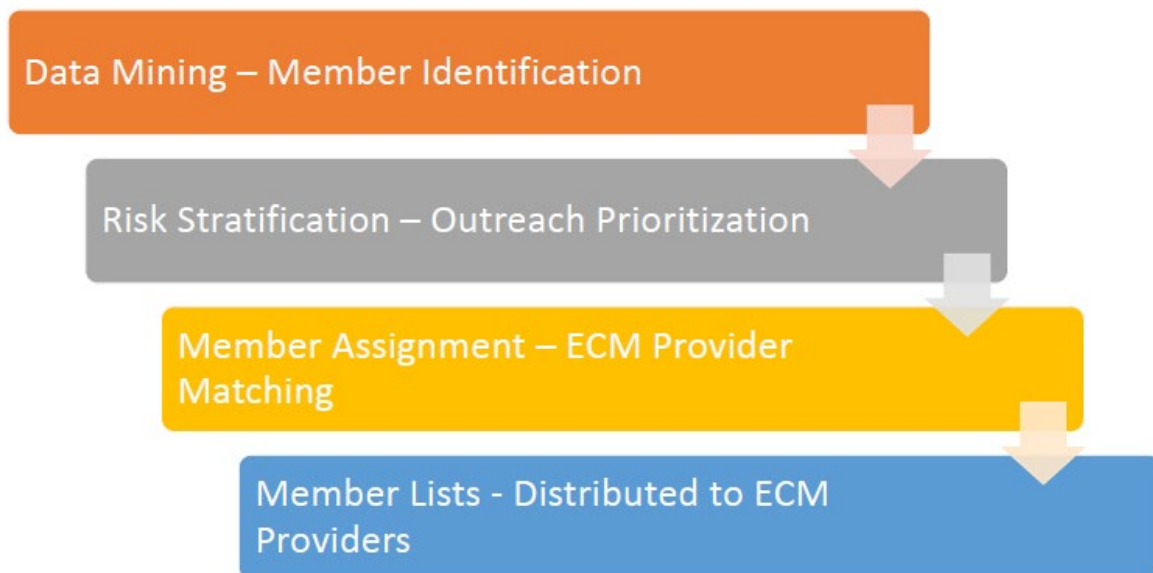 Data Mining – Member Identification
Risk Stratification – Outreach Prioritization
Member Assignment – ECM Provider
Matching
Member Lists - Distributed to ECM
Providers